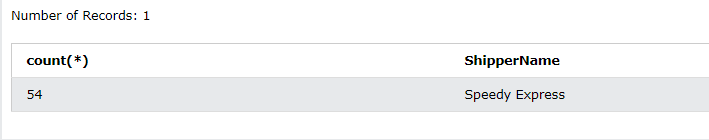 Number of Records: 1
count(*) ShipperName
54 Speedy Express